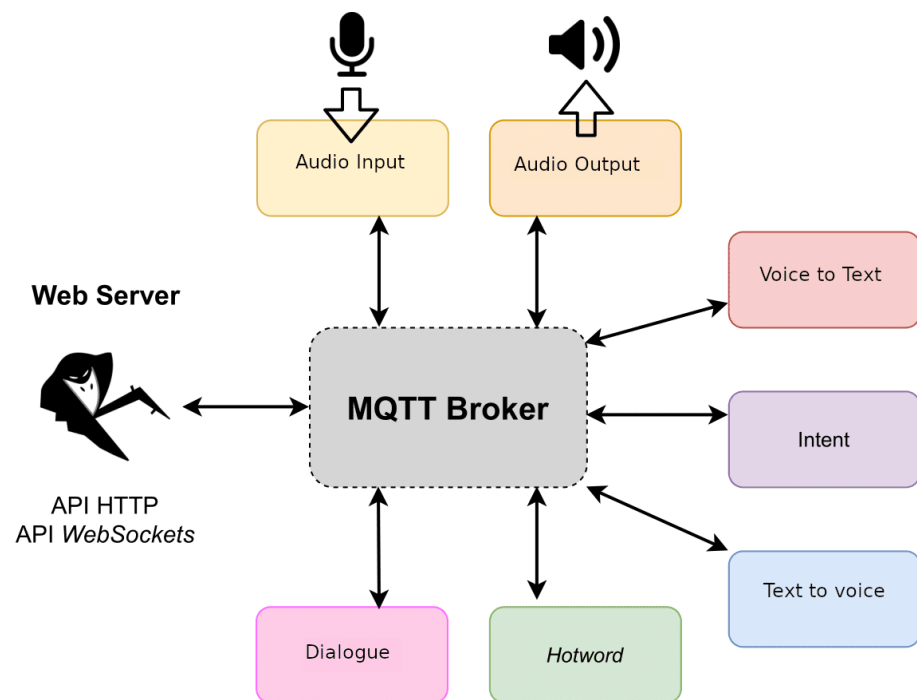 Audio Input
Audio Output
Voice to Text
Web Server
MQTT Broker
Intent
API HTTP
API WebSockets
Text to voice
Dialogue
Hotword